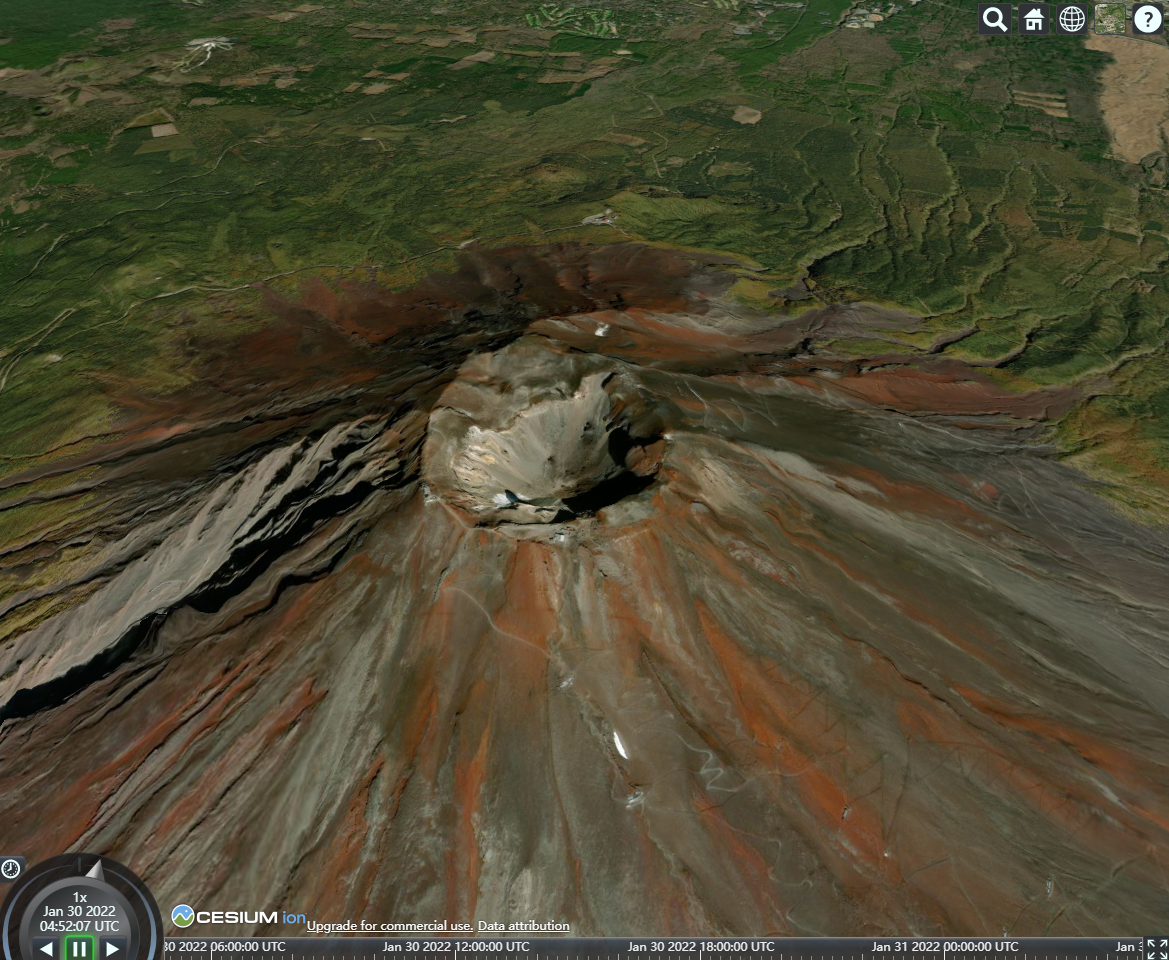 ?
1x
Jan 30 2022
04:52:07 UTC
CESIUM ion
Upgrade for commercial use. Data attribution
30 2022 06:00:00 UTC
Jan 30 2022 12:00:00 UTC
Jan 30 2022 18:00:00 UTC
Jan 31 2022 00:00:00 UTC
Jan 3